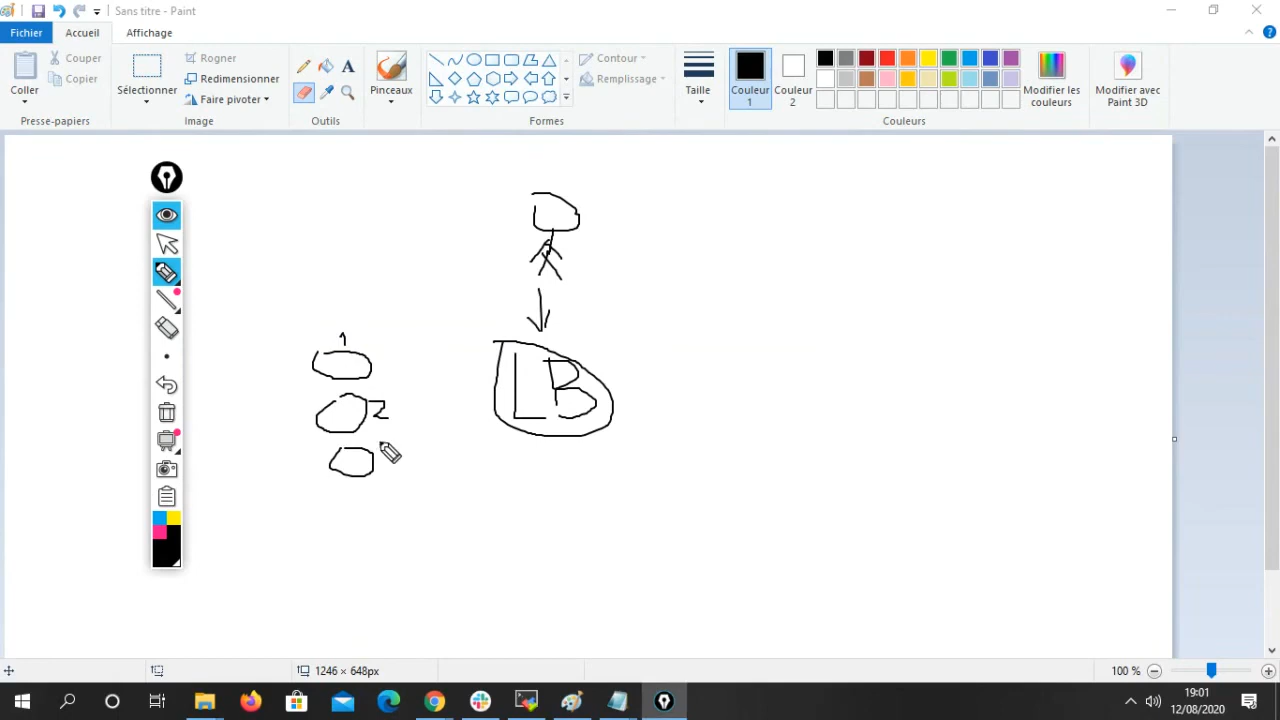 Sans titre - Paint
Fichier Accueil Affichage
Coller
Couper
Copier
Presse-papiers
Sélectionner
Rogner
Redimensionner
Faire pivoter
Image
A
Outils
Pinceaux
Contour
Remplissage
Formes
Taille
Couleur 1
Couleur 2
Modifier les couleurs
Couleurs
Modifier avec Paint 3D
1
LB
2
1246 × 648px
100 %
19:01
12/08/2020